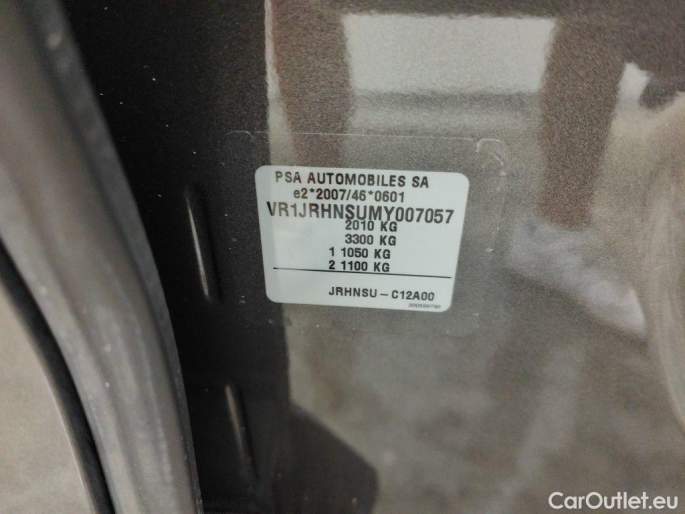 PSA AUTOMOBILES SA
e2*2007/46*0601
VR1JRHNSUMY007057
2010 KG
3300 KG
1 1050 KG
2 1100 KG
JRHNSU - C12A00
CarOutlet.eu